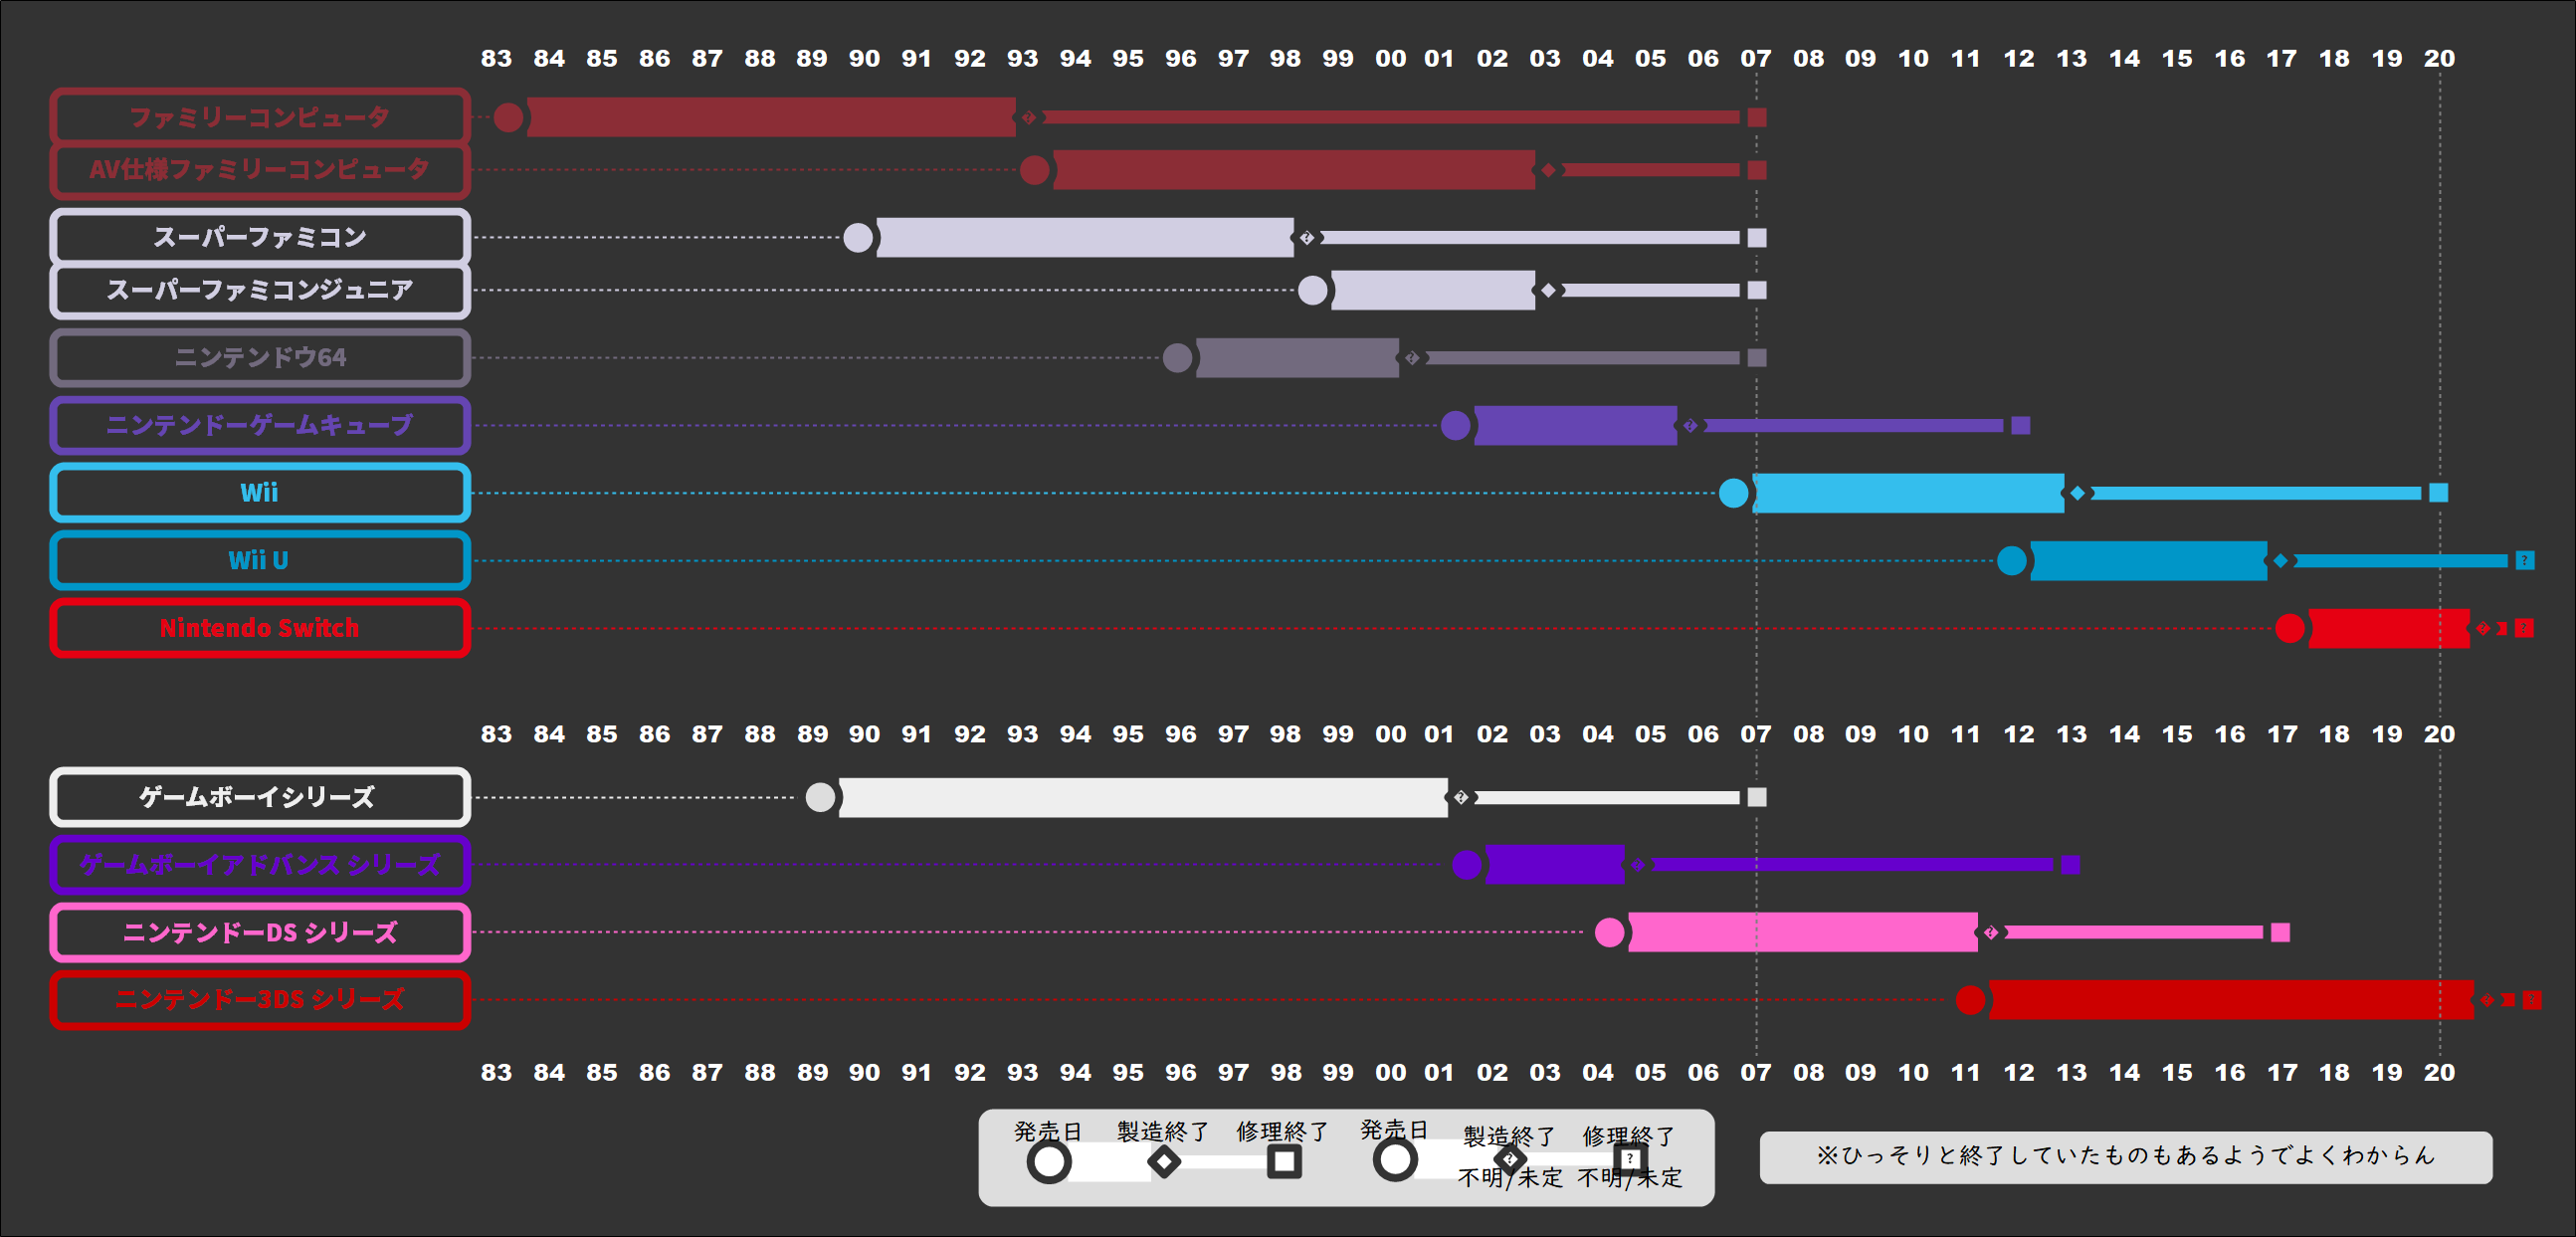 83 84 85 86 87 88 89 90 91 92 93 94 95 96 97 98 99 00 01 02 03 04 05 06 07 08 09 10 11 12 13 14 15 16 17 18 19 20
ファミリーコンピュータ
?
AV仕様ファミリーコンピュータ
スーパーファミコン
?
スーパーファミコンジュニア
ニンテンドウ64
?
ニンテンドーゲームキューブ
?
Wii
Wii U
?
Nintendo Switch
? ?
83 84 85 86 87 88 89 90 91 92 93 94 95 96 97 98 99 00 01 02 03 04 05 06 07 08 09 10 11 12 13 14 15 16 17 18 19 20
ゲームボーイシリーズ
?
ゲームボーイアドバンス シリーズ
?
ニンテンドーDS シリーズ
?
ニンテンドー3DS シリーズ
? ?
83 84 85 86 87 88 89 90 91 92 93 94 95 96 97 98 99 00 01 02 03 04 05 06 07 08 09 10 11 12 13 14 15 16 17 18 19 20
発売日 製造終了 修理終了 発売日 製造終了 修理終了
? ?
不明/未定 不明/未定
※ひっそりと終了していたものもあるようでよくわからん